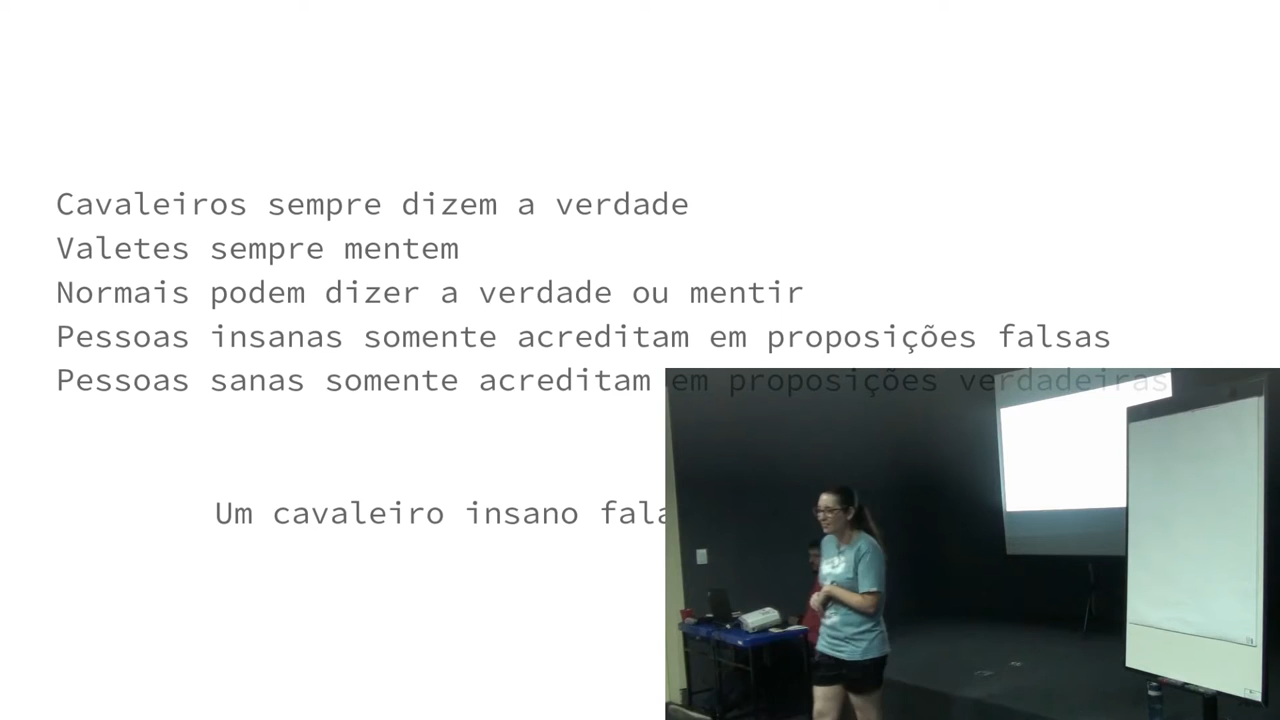 Cavaleiros sempre dizem a verdade
Valetes sempre mentem
Normais podem dizer a verdade ou mentir
Pessoas insanas somente acreditam em proposições falsas
Pessoas sanas somente acreditam em proposições verdadeiras
Um cavaleiro insano fala